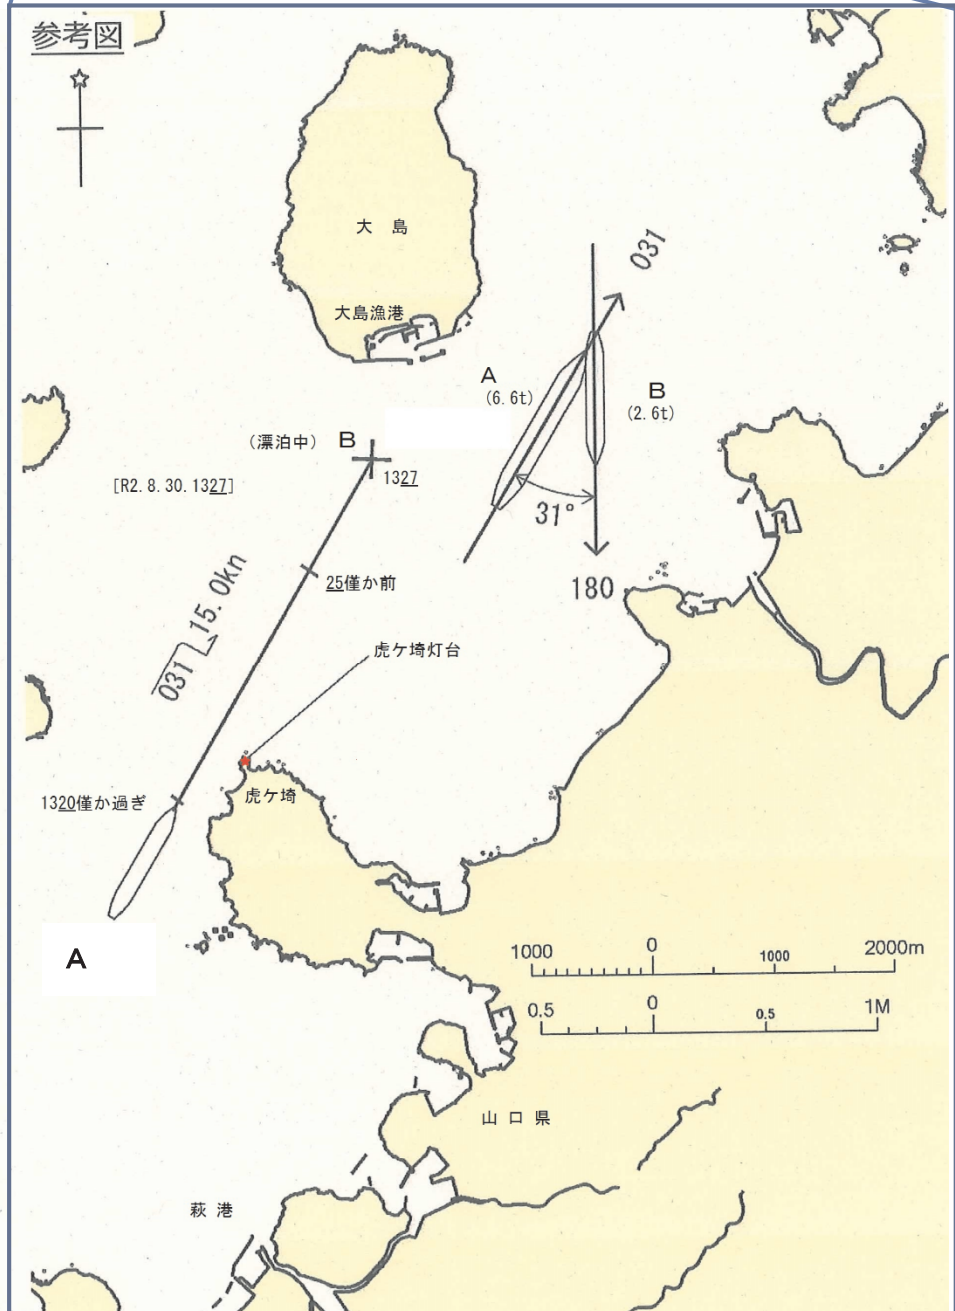 参考図
大島
大島漁港
031
A
(6.6t)
B
(2.6t)
31°
180
(漂泊中) B
1327
[R2.8.30.1327]
25僅か前
031 15.0kn
虎ケ埼灯台
1320僅か過ぎ
虎ケ埼
A
1000 0 1000 2000m
0.5 0 0.5 1M
山口県
萩港